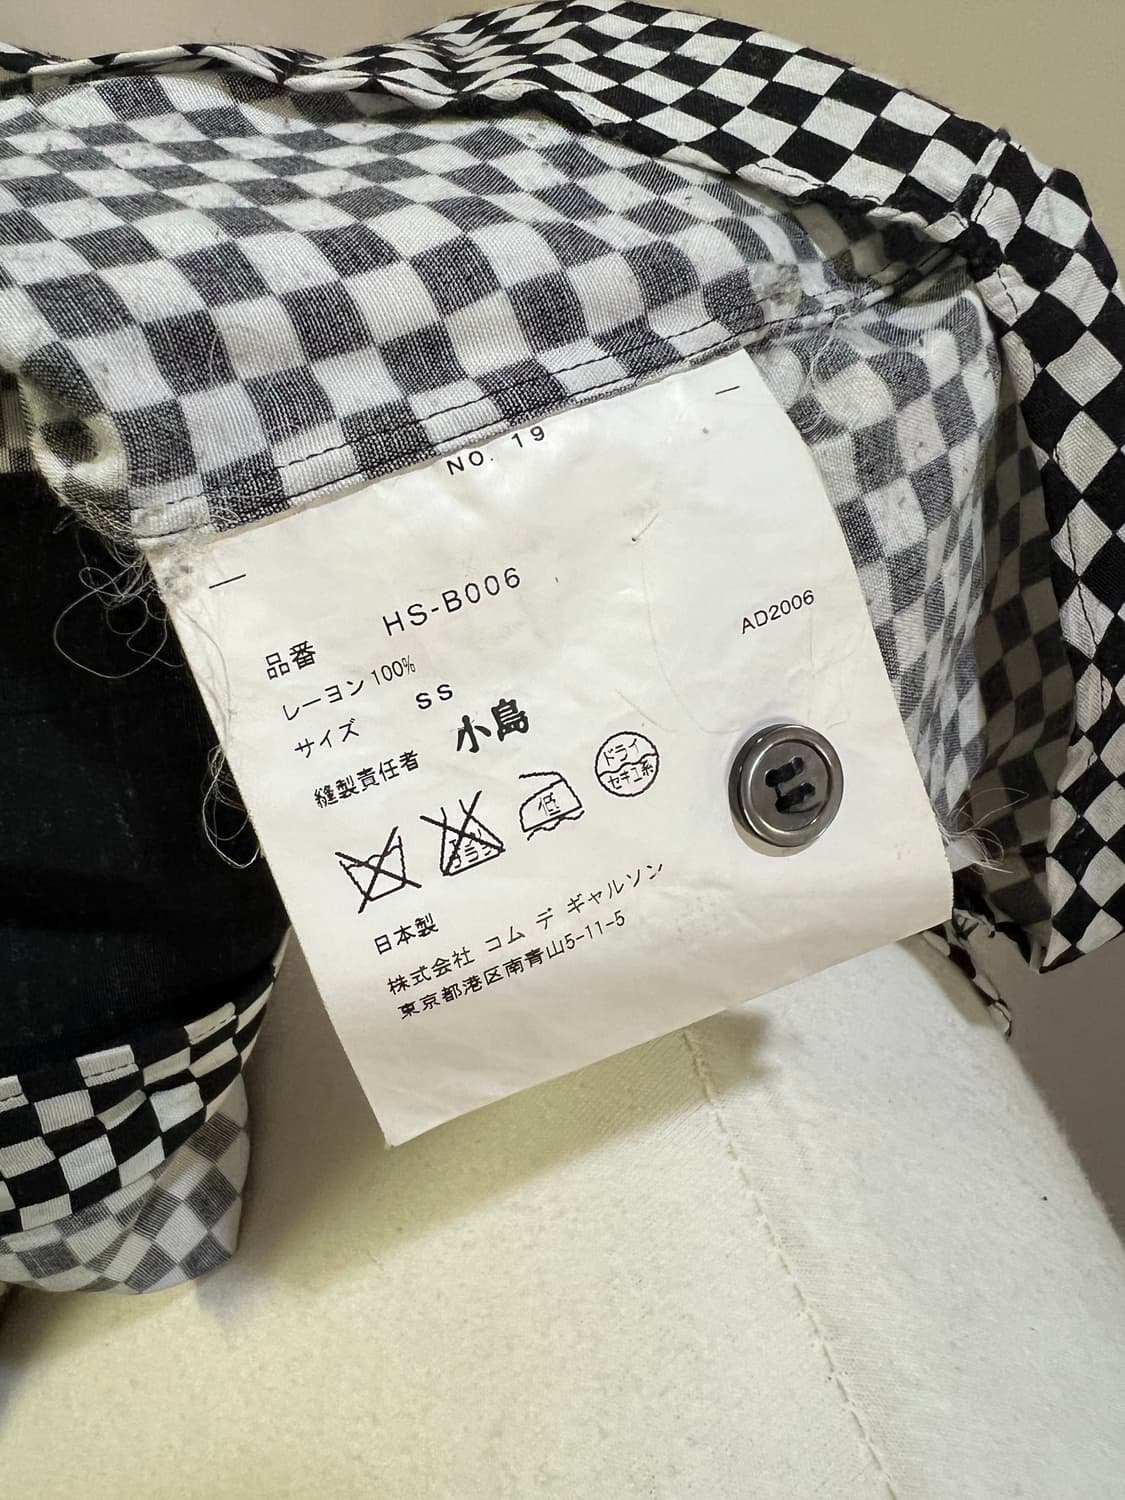 NO. 19
品番 HS-B006
レーヨン100%
サイズ SS
縫製責任者 小島
AD2006
低
ドライ
セキユ系
日本製
株式会社 コム デ ギャルソン
東京都港区南青山5-11-5